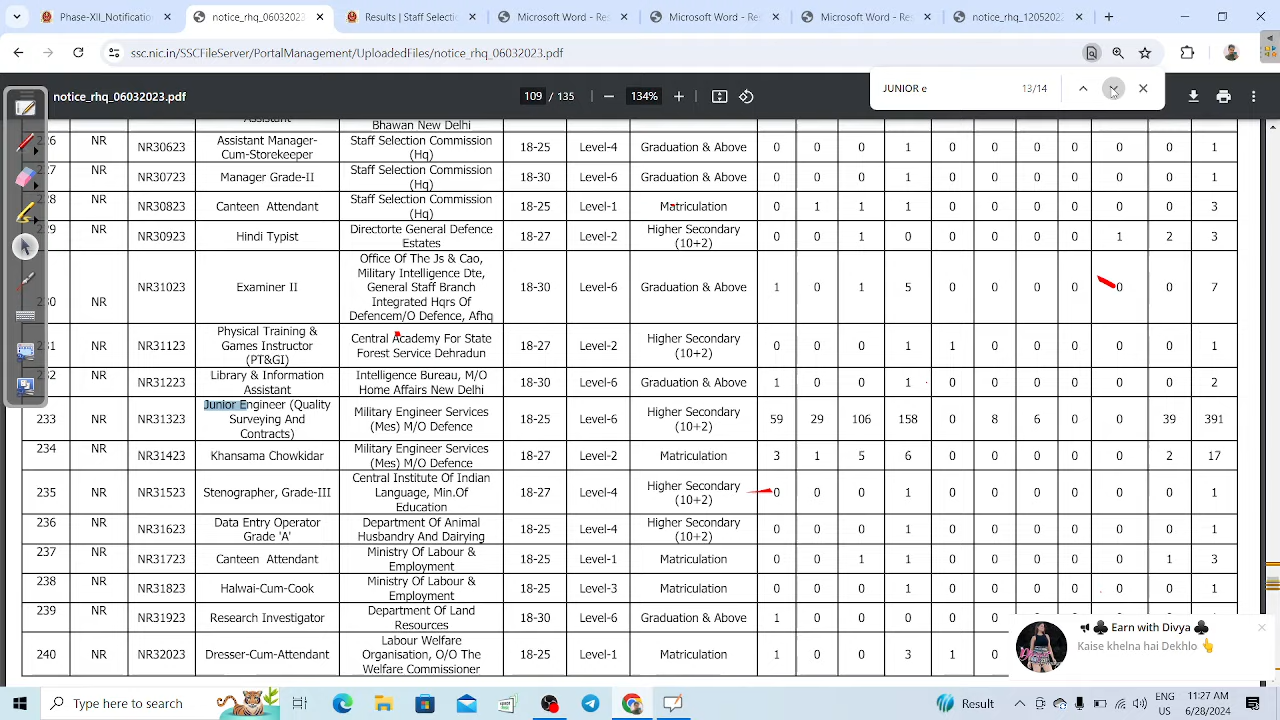 Phase-XI_Notification
notice_rhq_0603202
Results | Staff Selecti
Microsoft Word - Res
Microsoft Word - Res
Microsoft Word - RES
notice_rhq_1205202
ssc.nic.in/SSCFileServer/PortalManagement/UploadedFiles/notice_rhq_06032023.pdf
JUNIOR e 13/14
notice_rhq_06032023.pdf 109 / 135 134%
Assistant Bhawan New Delhi
NR NR30623 Assistant Manager-Cum-Storekeeper Staff Selection Commission (Hq) 18-25 Level-4 Graduation & Above 0 0 0 1 0 0 0 0 0 1
NR NR30723 Manager Grade-II Staff Selection Commission (Hq) 18-30 Level-6 Graduation & Above 0 0 0 1 0 0 0 0 0 1
NR NR30823 Canteen Attendant Staff Selection Commission (Hq) 18-25 Level-1 Matriculation 0 1 1 1 0 0 0 0 0 3
NR NR30923 Hindi Typist Directorte General Defence Estates 18-27 Level-2 Higher Secondary (10+2) 0 0 1 0 0 0 0 1 2 3
NR NR31023 Examiner II Office Of The Js & Cao, Military Intelligence Dte, General Staff Branch Integrated Hqrs Of Defencem/O Defence, Afhq 18-30 Level-6 Graduation & Above 1 0 1 5 0 0 0 0 0 0 7
NR NR31123 Physical Training & Games Instructor (PT&GI) Central Academy For State Forest Service Dehradun 18-27 Level-2 Higher Secondary (10+2) 0 0 0 1 1 0 0 0 0 0 1
NR NR31223 Library & Information Assistant Intelligence Bureau, M/O Home Affairs New Delhi 18-30 Level-6 Graduation & Above 1 0 0 1 0 0 0 0 0 0 2
233 NR NR31323 Junior Engineer (Quality Surveying And Contracts) Military Engineer Services (Mes) M/O Defence 18-25 Level-6 Higher Secondary (10+2) 59 29 106 158 0 8 6 0 0 39 391
234 NR NR31423 Khansama Chowkidar Military Engineer Services (Mes) M/O Defence 18-27 Level-2 Matriculation 3 1 5 6 0 0 0 0 0 2 17
235 NR NR31523 Stenographer, Grade-III Central Institute Of Indian Language, Min.Of Education 18-27 Level-4 Higher Secondary (10+2) 0 0 0 1 0 0 0 0 0 0 1
236 NR NR31623 Data Entry Operator Grade 'A' Department Of Animal Husbandry And Dairying 18-25 Level-4 Higher Secondary (10+2) 0 0 0 1 0 0 0 0 0 0 1
237 NR NR31723 Canteen Attendant Ministry Of Labour & Employment 18-25 Level-1 Matriculation 0 0 1 1 0 0 0 0 0 1 3
238 NR NR31823 Halwai-Cum-Cook Ministry Of Labour & Employment 18-25 Level-3 Matriculation 0 0 0 1 0 0 0 0 0 0 1
239 NR NR31923 Research Investigator Department Of Land Resources 18-30 Level-6 Graduation & Above 1 0 0 0 0 0
240 NR NR32023 Dresser-Cum-Attendant Labour Welfare Organisation, O/O The Welfare Commissioner 18-25 Level-1 Matriculation 1 0 0 3 1 0
♣ Earn with Divya ♣
Kaise khelna hai Dekhlo
Type here to search
Result
ENG
US
11:27 AM
6/28/2024